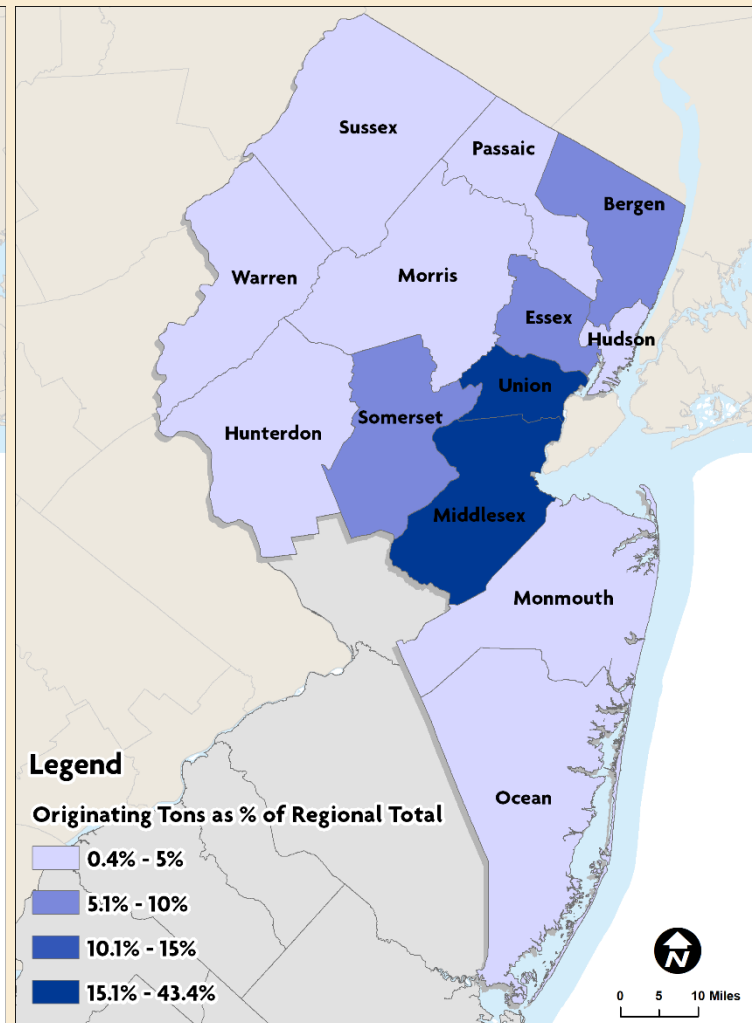 Sussex
Passaic
Bergen
Warren
Morris
Essex
Hudson
Union
Somerset
Hunterdon
Middlesex
Monmouth
Ocean
Legend
Originating Tons as % of Regional Total
0.4% - 5%
5.1% - 10%
10.1% - 15%
15.1% - 43.4%
N
0 5 10 Miles